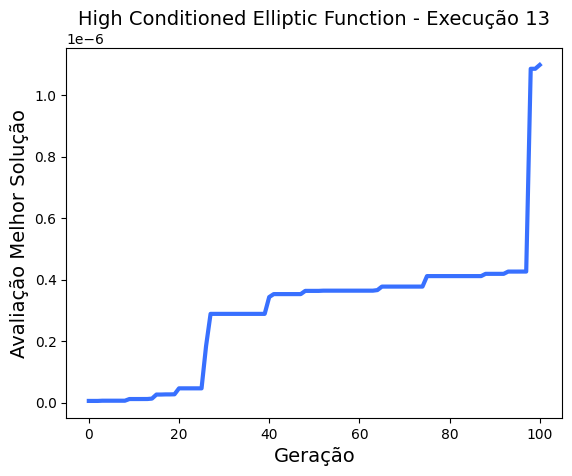 High Conditioned Elliptic Function - Execução 13
1e−6
1.0
0.8
0.6
0.4
0.2
0.0
Avaliação Melhor Solução
0 20 40 60 80 100
Geração